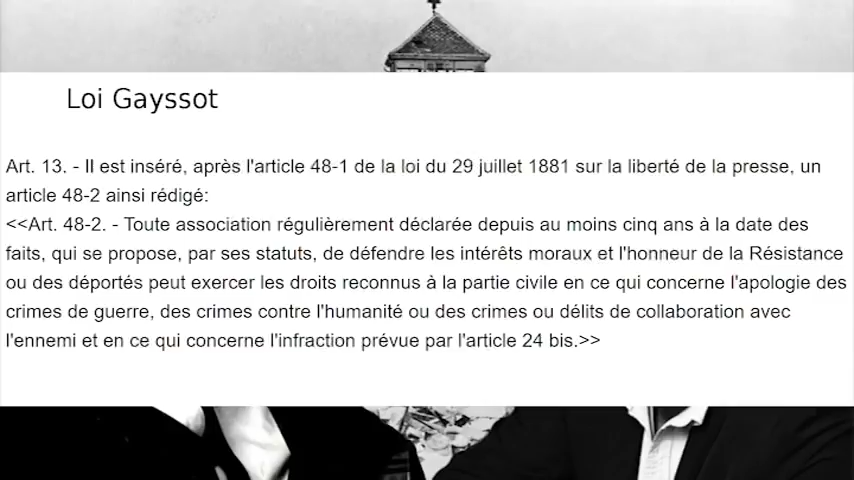 Loi Gayssot
Art. 13. - Il est inséré, après l'article 48-1 de la loi du 29 juillet 1881 sur la liberté de la presse, un
article 48-2 ainsi rédigé:
<<Art. 48-2. - Toute association régulièrement déclarée depuis au moins cinq ans à la date des
faits, qui se propose, par ses statuts, de défendre les intérêts moraux et l'honneur de la Résistance
ou des déportés peut exercer les droits reconnus à la partie civile en ce qui concerne l'apologie des
crimes de guerre, des crimes contre l'humanité ou des crimes ou délits de collaboration avec
l'ennemi et en ce qui concerne l'infraction prévue par l'article 24 bis.>>